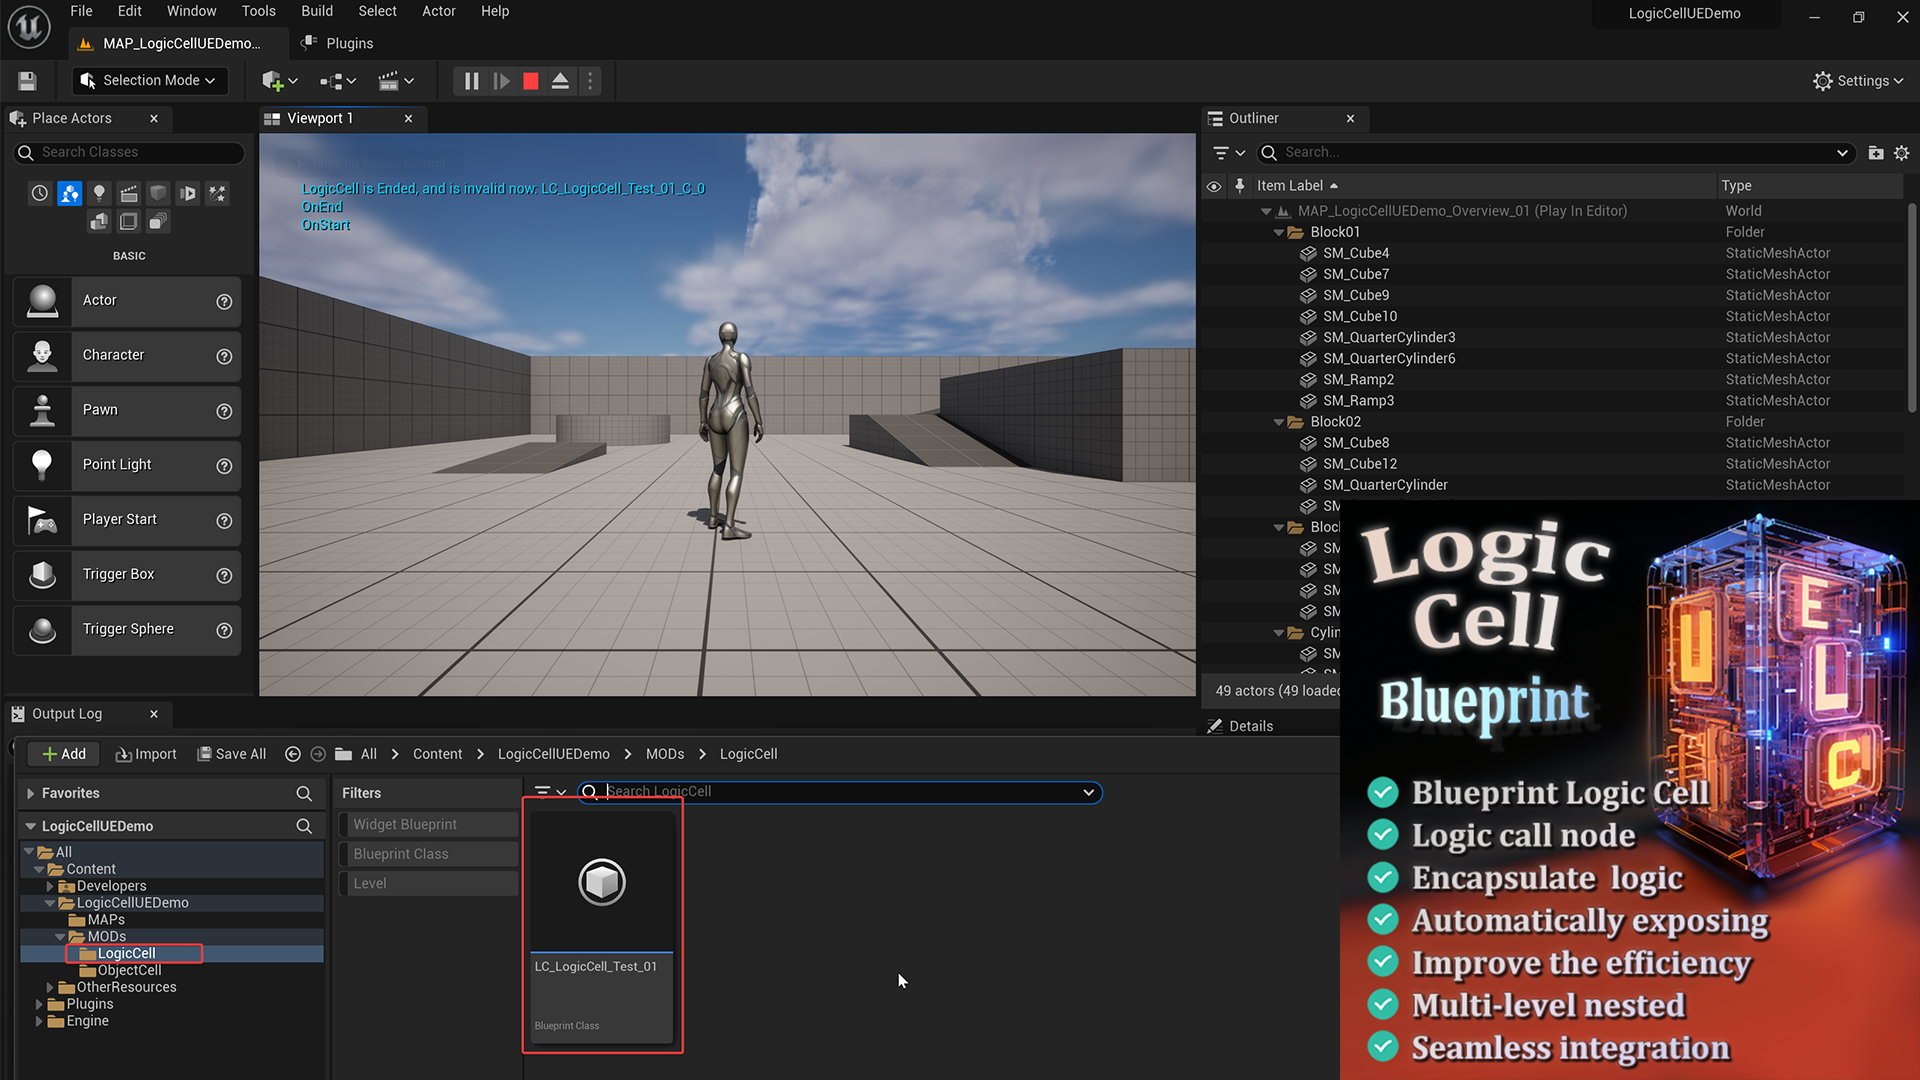 File Edit Window Tools Build Select Actor Help
LogicCellUEDemo
MAP_LogicCellUEDemo...
Plugins
Selection Mode
Settings
Place Actors
Viewport 1
Outliner
Search Classes
Search...
Item Label
Type
BASIC
Actor
Character
Pawn
Point Light
Player Start
Trigger Box
Trigger Sphere
LogicCell is Ended, and is invalid now: LC_LogicCell_Test_01_C_0
OnEnd
OnStart
MAP_LogicCellUEDemo_Overview_01 (Play In Editor) World
Block01 Folder
SM_Cube4 StaticMeshActor
SM_Cube7 StaticMeshActor
SM_Cube9 StaticMeshActor
SM_Cube10 StaticMeshActor
SM_QuarterCylinder3 StaticMeshActor
SM_QuarterCylinder6 StaticMeshActor
SM_Ramp2 StaticMeshActor
SM_Ramp3 StaticMeshActor
Block02 Folder
SM_Cube8 StaticMeshActor
SM_Cube12 StaticMeshActor
SM_QuarterCylinder StaticMeshActor
SM
Bloc
SM
SM
SM
SM
Cylin
SM
49 actors (49 loaded
Details
Output Log
Add
Import
Save All
All > Content > LogicCellUEDemo > MODs > LogicCell
Favorites
LogicCellUEDemo
All
Content
Developers
LogicCellUEDemo
MAPs
MODs
LogicCell
ObjectCell
OtherResources
Plugins
Engine
Filters
Widget Blueprint
Blueprint Class
Level
Search LogicCell
LC_LogicCell_Test_01
Blueprint Class
Logic
Cell
Blueprint
U
E
L
C
Blueprint Logic Cell
Logic call node
Encapsulate logic
Automatically exposing
Improve the efficiency
Multi-level nested
Seamless integration